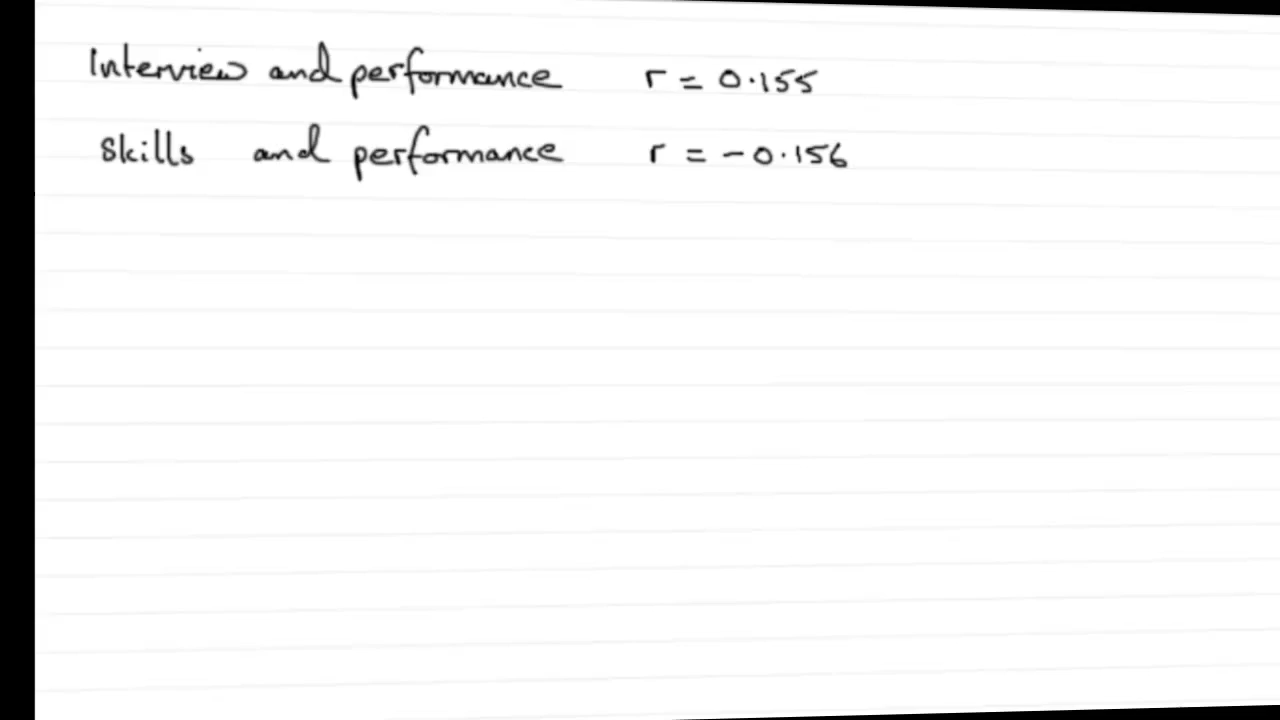 Interview and performance r = 0.155
Skills and performance r = -0.156